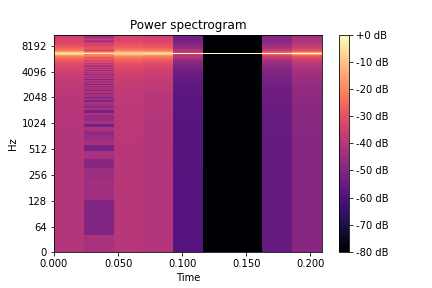 Power spectrogram
8192
4096
2048
1024
512
256
128
64
0
Hz
0.000 0.050 0.100 0.150 0.200
Time
+0 dB
-10 dB
-20 dB
-30 dB
-40 dB
-50 dB
-60 dB
-70 dB
-80 dB